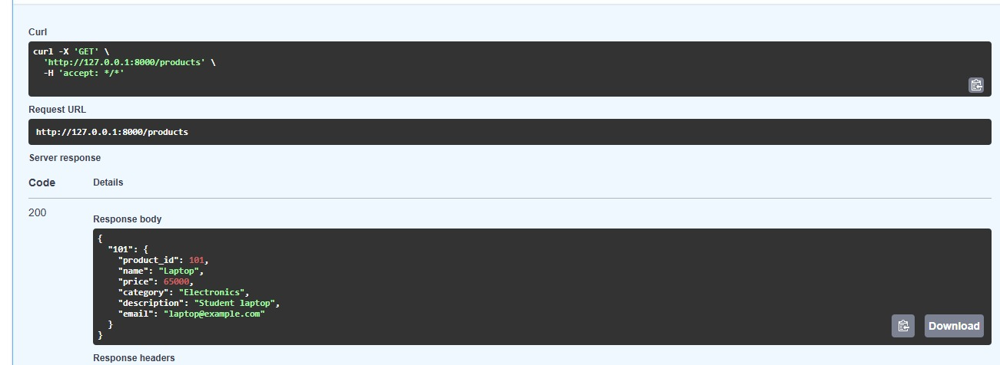 Curl
curl -X 'GET' \
  'http://127.0.0.1:8000/products' \
  -H 'accept: */*'
Request URL
http://127.0.0.1:8000/products
Server response
Code Details
200
Response body
{
  "101": {
    "product_id": 101,
    "name": "Laptop",
    "price": 65000,
    "category": "Electronics",
    "description": "Student laptop",
    "email": "laptop@example.com"
  }
}
Download
Response headers